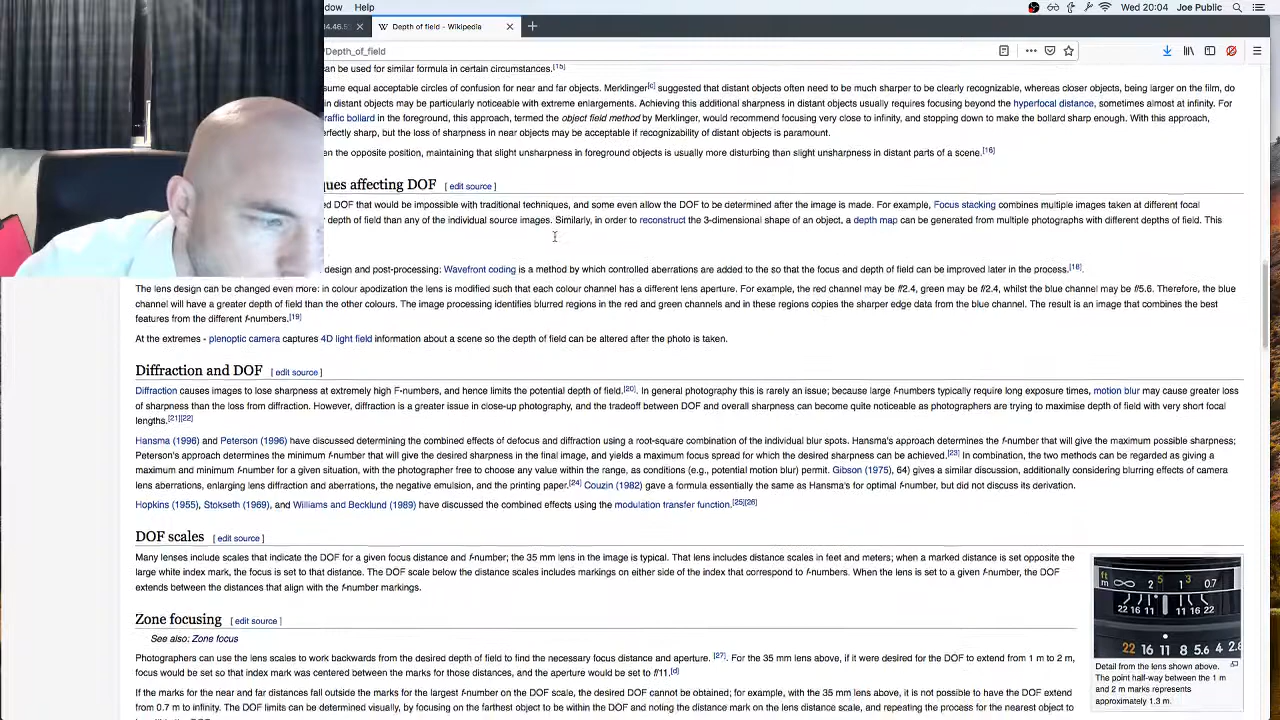 dow Help
Wed 20:04 Joe Public
4.46.5
Depth of field - Wikipedia
/Depth_of_field
can be used for similar formula in certain circumstances.[15]
ume equal acceptable circles of confusion for near and far objects. Merklinger[c] suggested that distant objects often need to be much sharper to be clearly recognizable, whereas closer objects, being larger on the film, do
in distant objects may be particularly noticeable with extreme enlargements. Achieving this additional sharpness in distant objects usually requires focusing beyond the hyperfocal distance, sometimes almost at infinity. For
raffic bollard in the foreground, this approach, termed the object field method by Merklinger, would recommend focusing very close to infinity, and stopping down to make the bollard sharp enough. With this approach,
erfectly sharp, but the loss of sharpness in near objects may be acceptable if recognizability of distant objects is paramount.
en the opposite position, maintaining that slight unsharpness in foreground objects is usually more disturbing than slight unsharpness in distant parts of a scene.[16]
ques affecting DOF [ edit source ]
ed DOF that would be impossible with traditional techniques, and some even allow the DOF to be determined after the image is made. For example, Focus stacking combines multiple images taken at different focal
depth of field than any of the individual source images. Similarly, in order to reconstruct the 3-dimensional shape of an object, a depth map can be generated from multiple photographs with different depths of field. This
design and post-processing: Wavefront coding is a method by which controlled aberrations are added to the so that the focus and depth of field can be improved later in the process.[18]
The lens design can be changed even more: in colour apodization the lens is modified such that each colour channel has a different lens aperture. For example, the red channel may be f/2.4, green may be f/2.4, whilst the blue channel may be f/5.6. Therefore, the blue
channel will have a greater depth of field than the other colours. The image processing identifies blurred regions in the red and green channels and in these regions copies the sharper edge data from the blue channel. The result is an image that combines the best
features from the different f-numbers.[19]
At the extremes - plenoptic camera captures 4D light field information about a scene so the depth of field can be altered after the photo is taken.
Diffraction and DOF [ edit source ]
Diffraction causes images to lose sharpness at extremely high F-numbers, and hence limits the potential depth of field.[20]. In general photography this is rarely an issue; because large f-numbers typically require long exposure times, motion blur may cause greater loss
of sharpness than the loss from diffraction. However, diffraction is a greater issue in close-up photography, and the tradeoff between DOF and overall sharpness can become quite noticeable as photographers are trying to maximise depth of field with very short focal
lengths.[21][22]
Hansma (1996) and Peterson (1996) have discussed determining the combined effects of defocus and diffraction using a root-square combination of the individual blur spots. Hansma's approach determines the f-number that will give the maximum possible sharpness;
Peterson's approach determines the minimum f-number that will give the desired sharpness in the final image, and yields a maximum focus spread for which the desired sharpness can be achieved.[23] In combination, the two methods can be regarded as giving a
maximum and minimum f-number for a given situation, with the photographer free to choose any value within the range, as conditions (e.g., potential motion blur) permit. Gibson (1975), 64) gives a similar discussion, additionally considering blurring effects of camera
lens aberrations, enlarging lens diffraction and aberrations, the negative emulsion, and the printing paper.[24] Couzin (1982) gave a formula essentially the same as Hansma's for optimal f-number, but did not discuss its derivation.
Hopkins (1955), Stokseth (1969), and Williams and Becklund (1989) have discussed the combined effects using the modulation transfer function.[25][26]
DOF scales [ edit source ]
Many lenses include scales that indicate the DOF for a given focus distance and f-number; the 35 mm lens in the image is typical. That lens includes distance scales in feet and meters; when a marked distance is set opposite the
large white index mark, the focus is set to that distance. The DOF scale below the distance scales includes markings on either side of the index that correspond to f-numbers. When the lens is set to a given f-number, the DOF
extends between the distances that align with the f-number markings.
ft 5 3
m ∞ 2 1 0.7
22 16 11 11 16 22
22 16 11 8 5.6 4 2.8
Detail from the lens shown above.
The point half-way between the 1 m
and 2 m marks represents
approximately 1.3 m.
Zone focusing [ edit source ]
See also: Zone focus
Photographers can use the lens scales to work backwards from the desired depth of field to find the necessary focus distance and aperture. [27]. For the 35 mm lens above, if it were desired for the DOF to extend from 1 m to 2 m,
focus would be set so that index mark was centered between the marks for those distances, and the aperture would be set to f/11.[d]
If the marks for the near and far distances fall outside the marks for the largest f-number on the DOF scale, the desired DOF cannot be obtained; for example, with the 35 mm lens above, it is not possible to have the DOF extend
from 0.7 m to infinity. The DOF limits can be determined visually, by focusing on the farthest object to be within the DOF and noting the distance mark on the lens distance scale, and repeating the process for the nearest object to